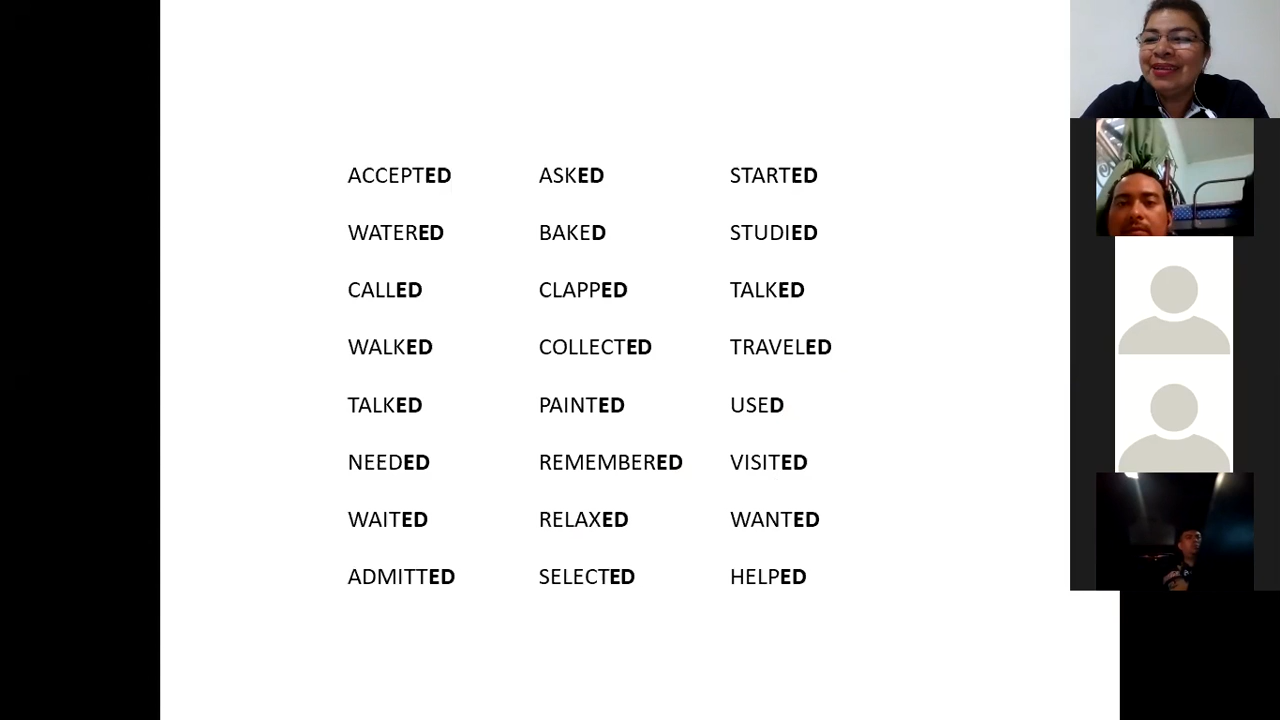 ACCEPTED ASKED STARTED
WATERED BAKED STUDIED
CALLED CLAPPED TALKED
WALKED COLLECTED TRAVELED
TALKED PAINTED USED
NEEDED REMEMBERED VISITED
WAITED RELAXED WANTED
ADMITTED SELECTED HELPED